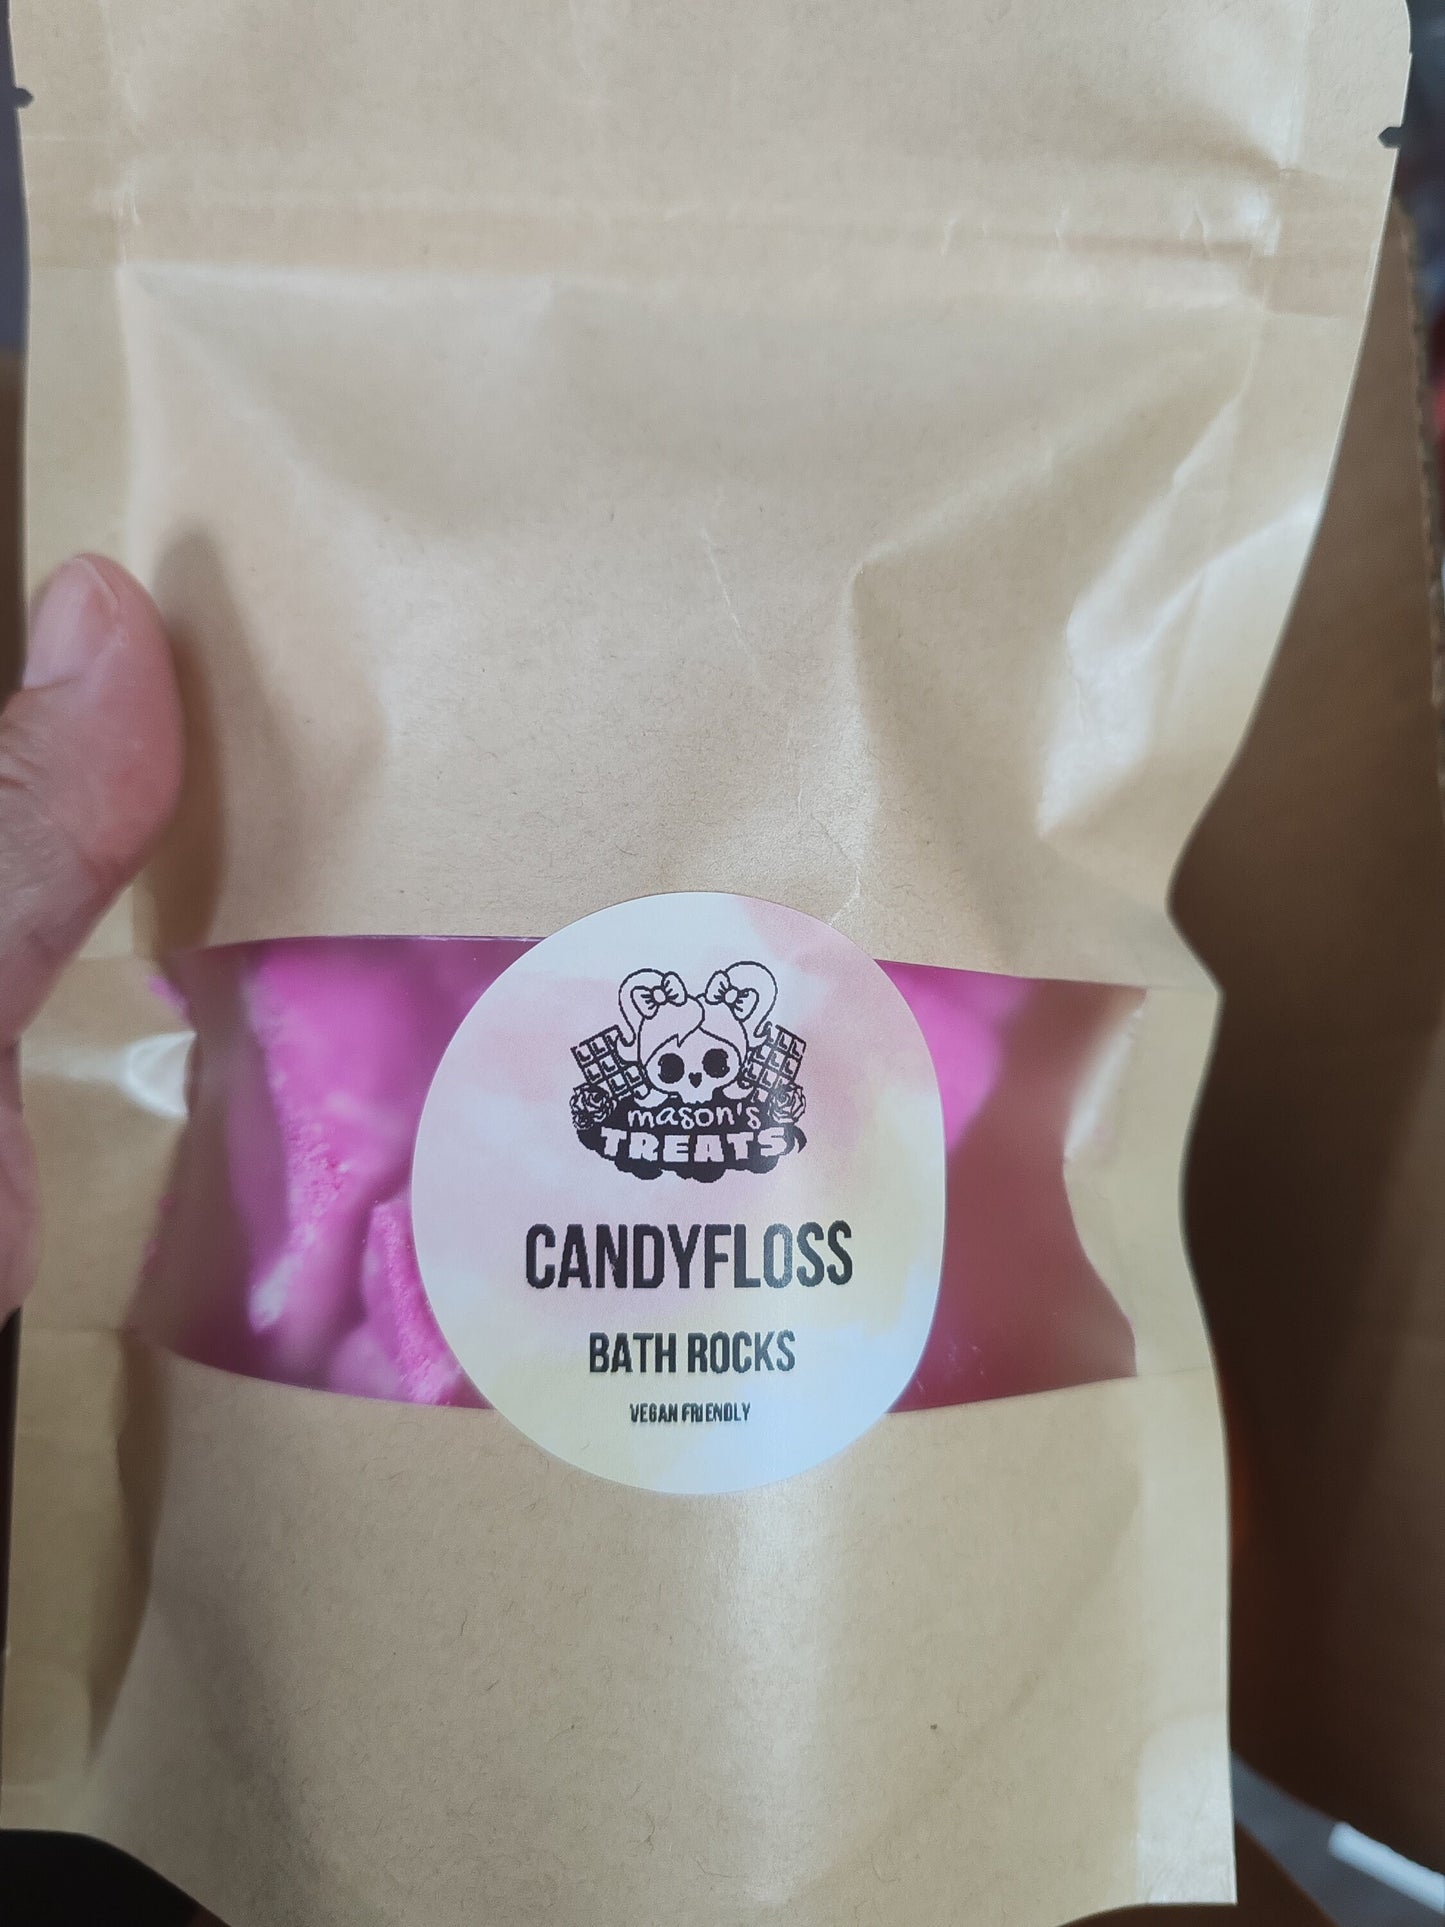 mason's
TREATS
CANDYFLOSS
BATH ROCKS
VEGAN FRIENDLY